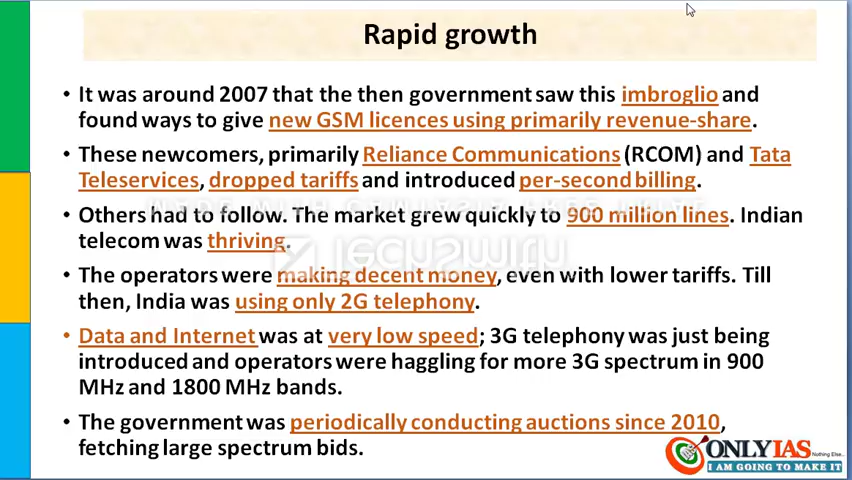 Rapid growth
• It was around 2007 that the then government saw this imbroglio and
found ways to give new GSM licences using primarily revenue-share.
• These newcomers, primarily Reliance Communications (RCOM) and Tata
Teleservices, dropped tariffs and introduced per-second billing.
• Others had to follow. The market grew quickly to 900 million lines. Indian
telecom was thriving.
• The operators were making decent money, even with lower tariffs. Till
then, India was using only 2G telephony.
• Data and Internet was at very low speed; 3G telephony was just being
introduced and operators were haggling for more 3G spectrum in 900
MHz and 1800 MHz bands.
• The government was periodically conducting auctions since 2010,
fetching large spectrum bids.
ONLYIAS
Nothing Else..
I AM GOING TO MAKE IT